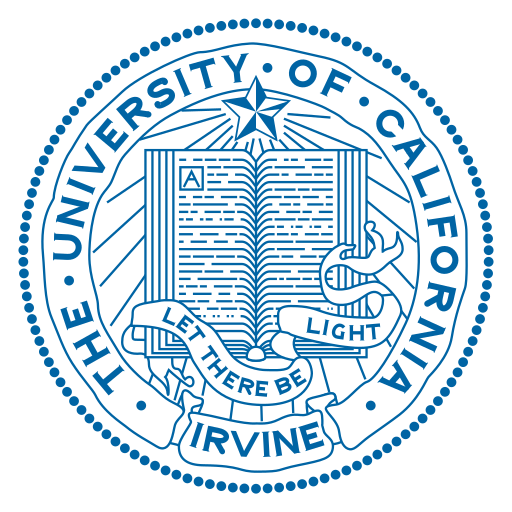 THE · UNIVERSITY · OF · CALIFORNIA
A
LET THERE BE
LIGHT
IRVINE